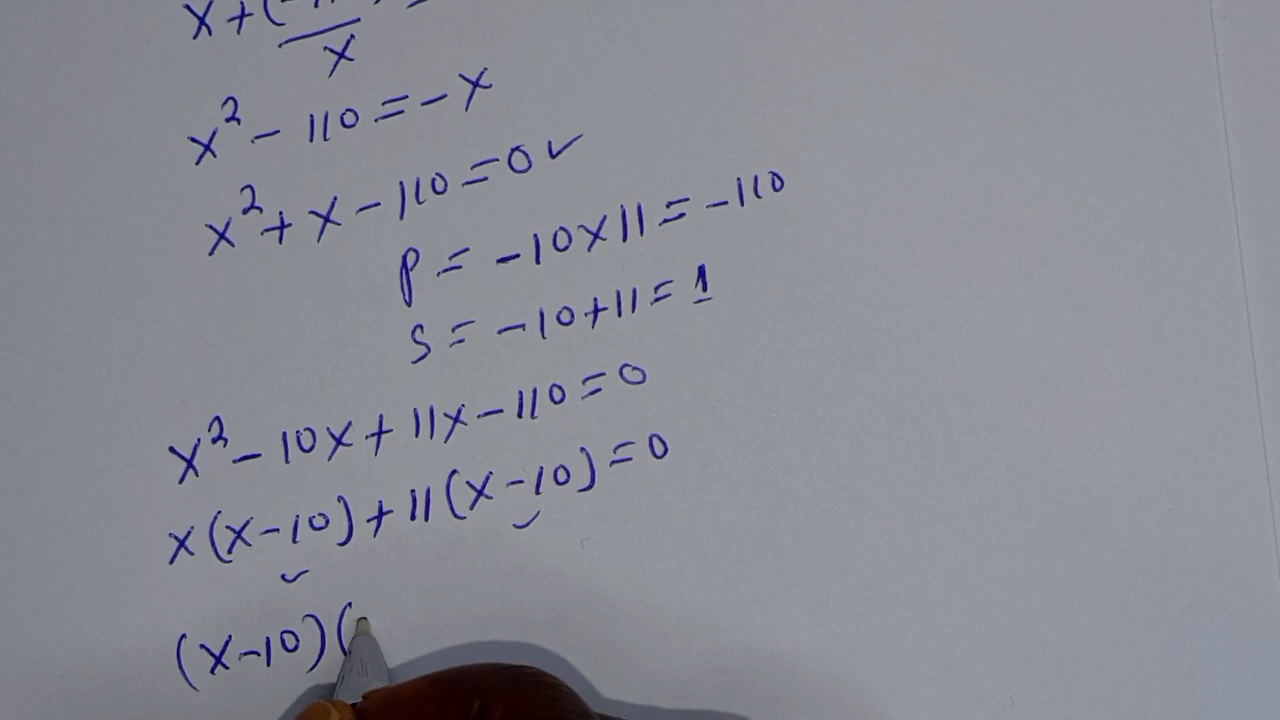 x+(
x
x² - 110 = -x
x² + x - 110 = 0 ✓
P = -10×11 = -110
S = -10+11 = 1
x² - 10x + 11x - 110 = 0
x(x-10) + 11(x-10) = 0
(x-10)(